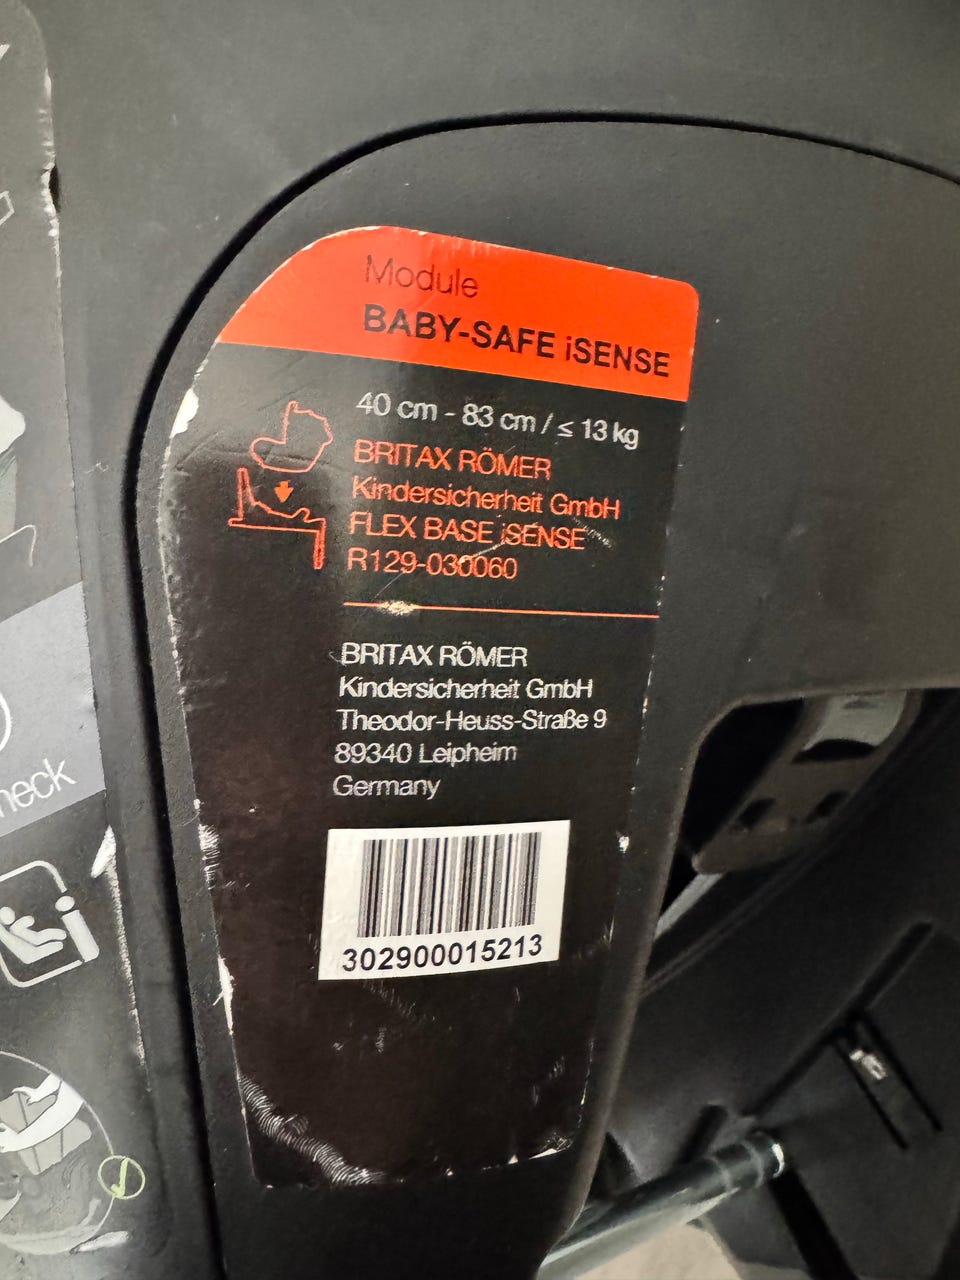 Module
BABY-SAFE iSENSE
40 cm - 83 cm / ≤ 13 kg
BRITAX RÖMER
Kindersicherheit GmbH
FLEX BASE iSENSE
R129-030060
BRITAX RÖMER
Kindersicherheit GmbH
Theodor-Heuss-Straße 9
89340 Leipheim
Germany
302900015213